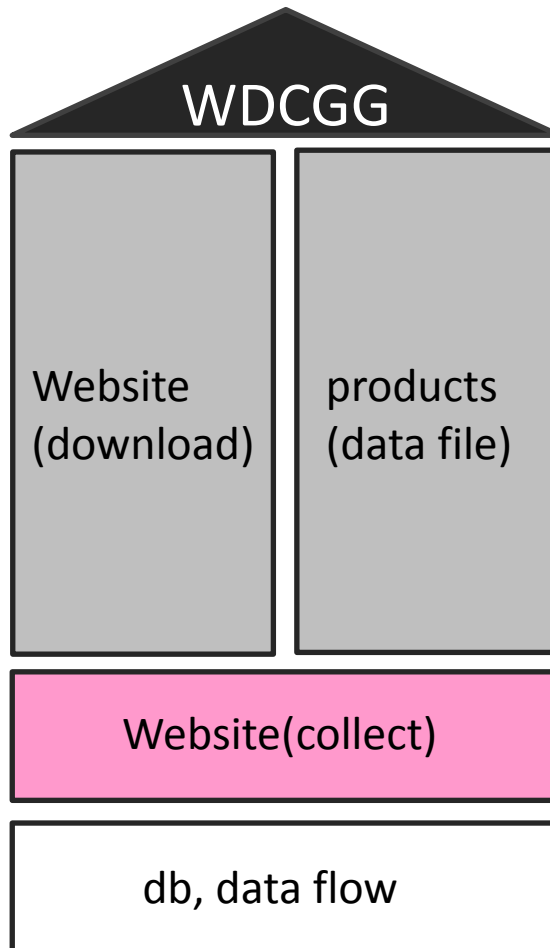 WDCGG
Website
(download)
products
(data file)
Website(collect)
db, data flow